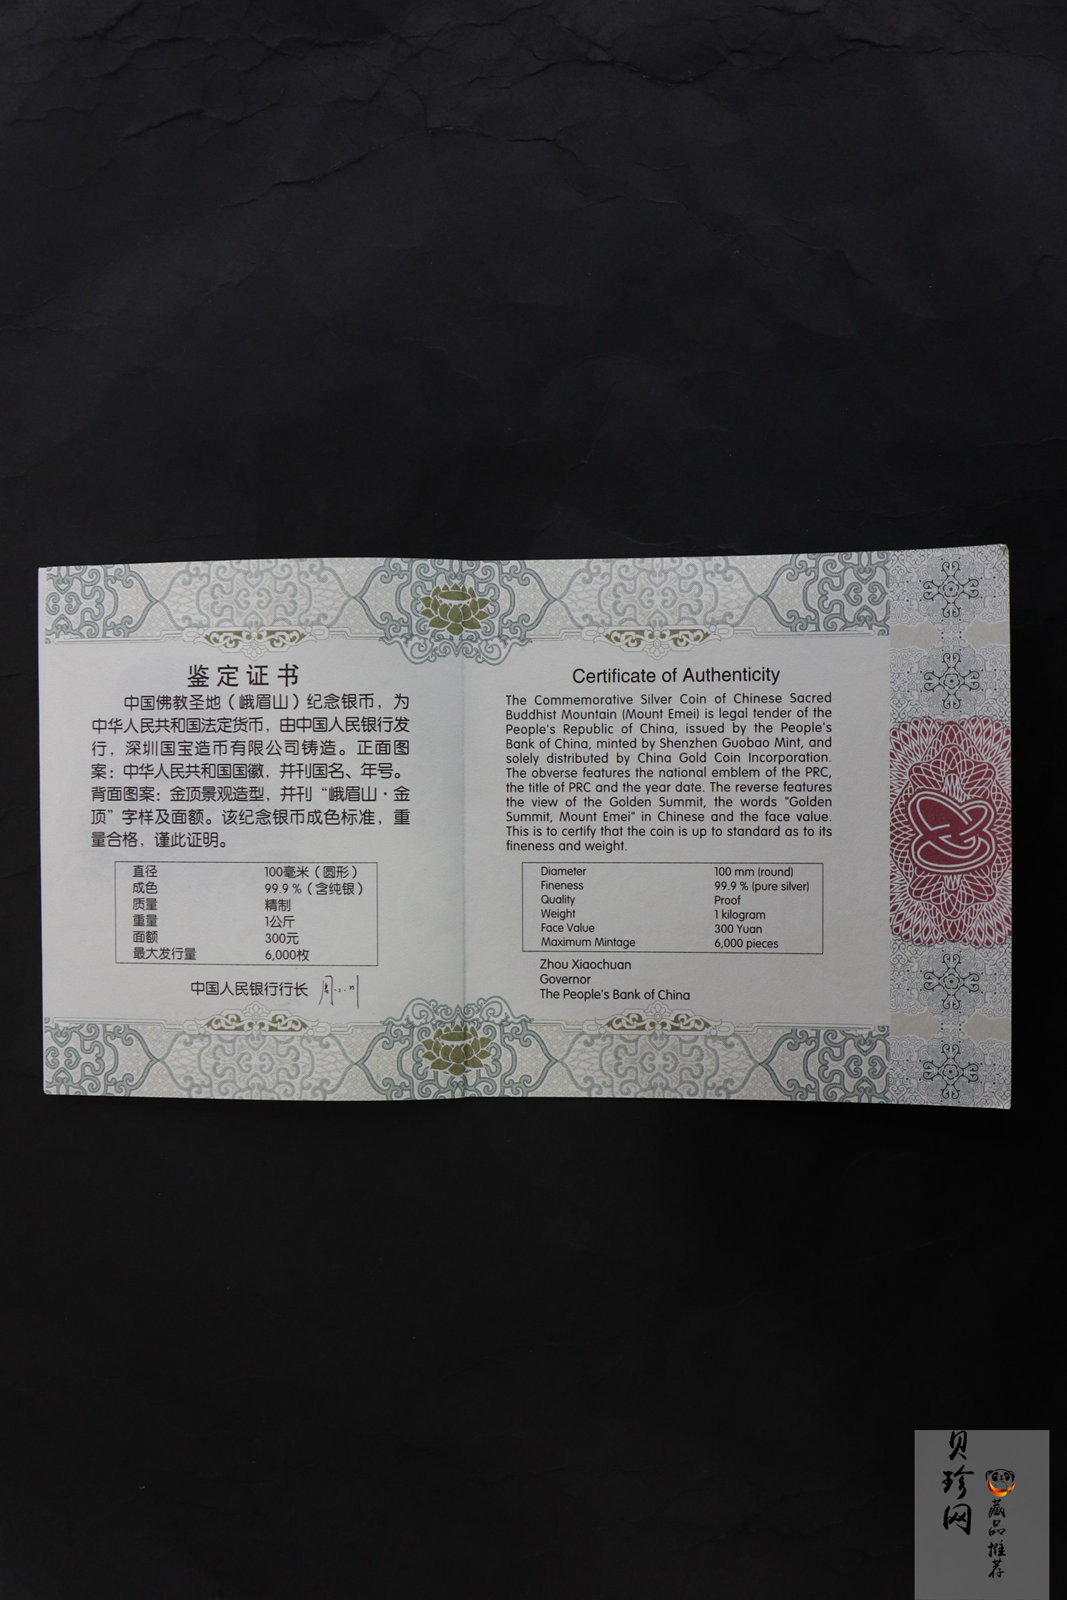 鉴定证书
中国佛教圣地（峨眉山）纪念银币，为
中华人民共和国法定货币，由中国人民银行发
行，深圳国宝造币有限公司铸造。正面图
案：中华人民共和国国徽，并刊国名、年号。
背面图案：金顶景观造型，并刊“峨眉山·金
顶”字样及面额。该纪念银币成色标准，重
量合格，谨此证明。
直径 100毫米（圆形）
成色 99.9％（含纯银）
质量 精制
重量 1公斤
面额 300元
最大发行量 6,000枚
中国人民银行行长
Certificate of Authenticity
The Commemorative Silver Coin of Chinese Sacred
Buddhist Mountain (Mount Emei) is legal tender of the
People's Republic of China, issued by the People's
Bank of China, minted by Shenzhen Guobao Mint, and
solely distributed by China Gold Coin Incorporation.
The obverse features the national emblem of the PRC,
the title of PRC and the year date. The reverse features
the view of the Golden Summit, the words "Golden
Summit, Mount Emei" in Chinese and the face value.
This is to certify that the coin is up to standard as to its
fineness and weight.
Diameter 100 mm (round)
Fineness 99.9 % (pure silver)
Quality Proof
Weight 1 kilogram
Face Value 300 Yuan
Maximum Mintage 6,000 pieces
Zhou Xiaochuan
Governor
The People's Bank of China
贝珍网
藏品推荐